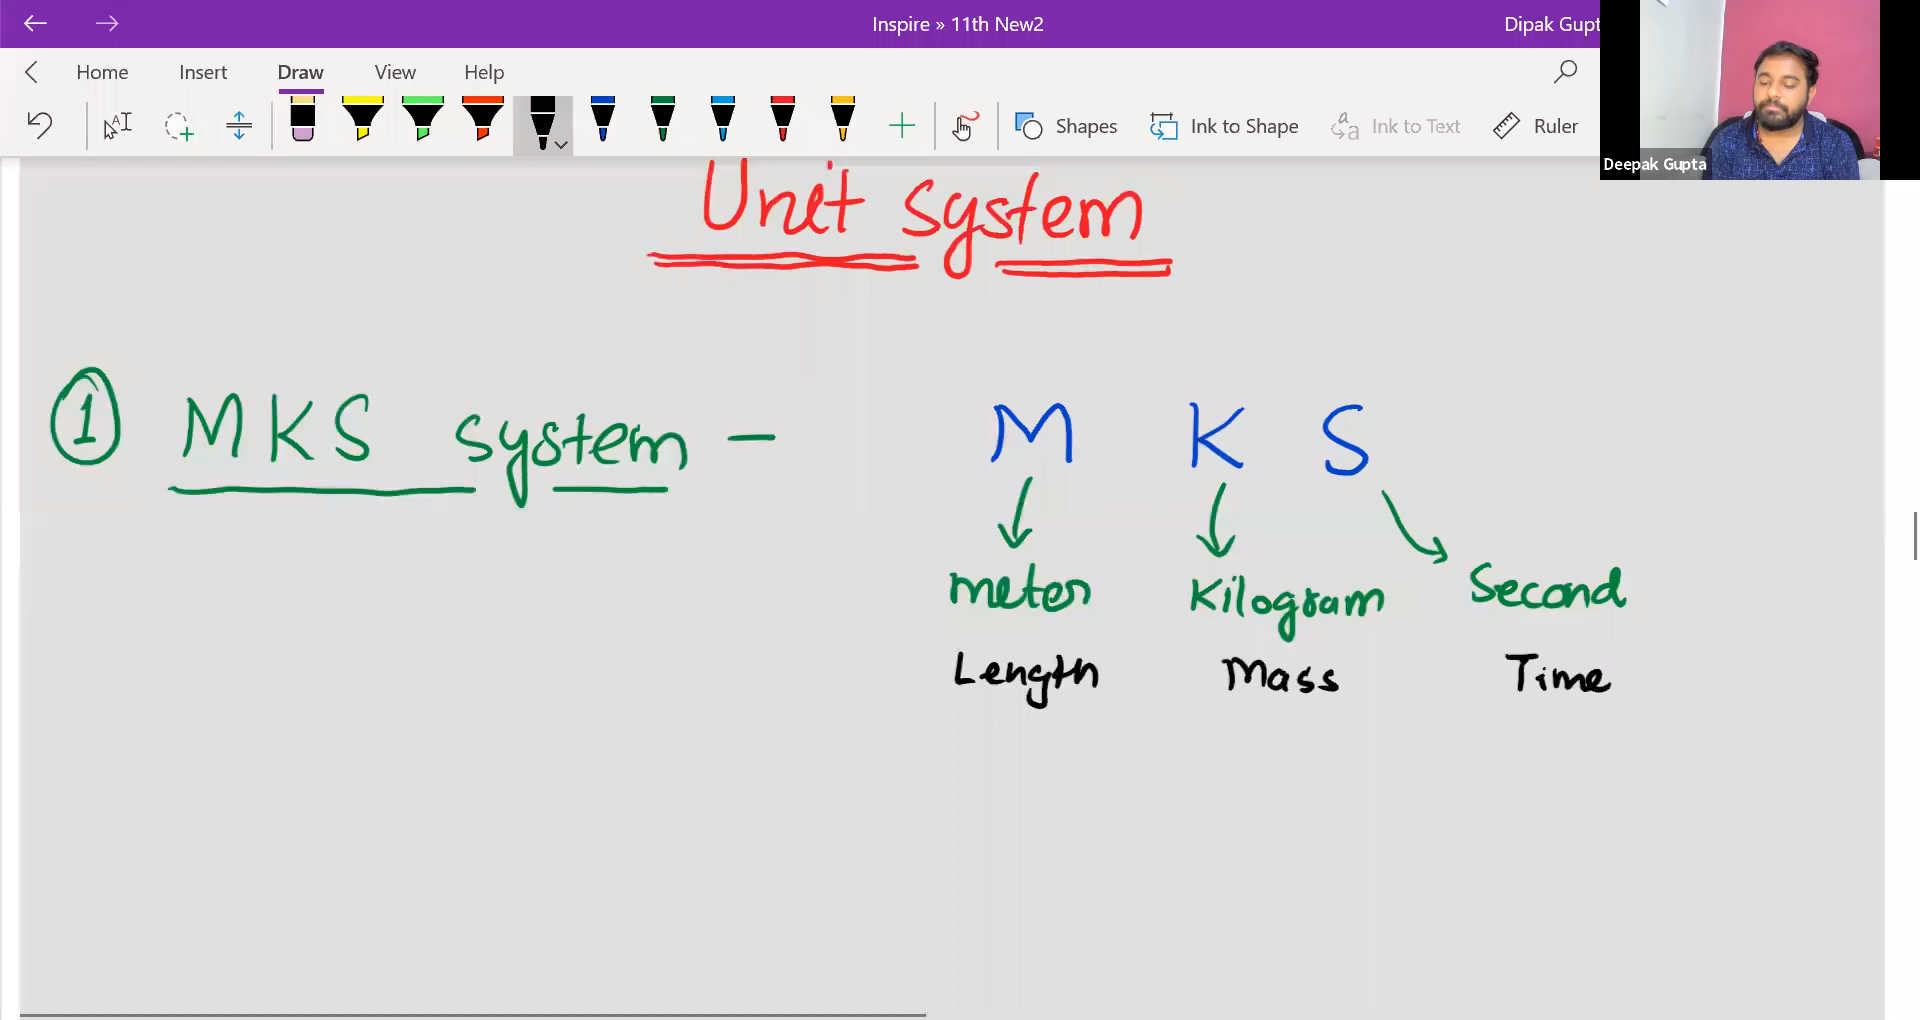 Inspire » 11th New2
Dipak Gupt
Home Insert Draw View Help
Shapes Ink to Shape Ink to Text Ruler
Deepak Gupta
Unit system
1 MKS system – M K S
meter Kilogram Second
Length Mass Time